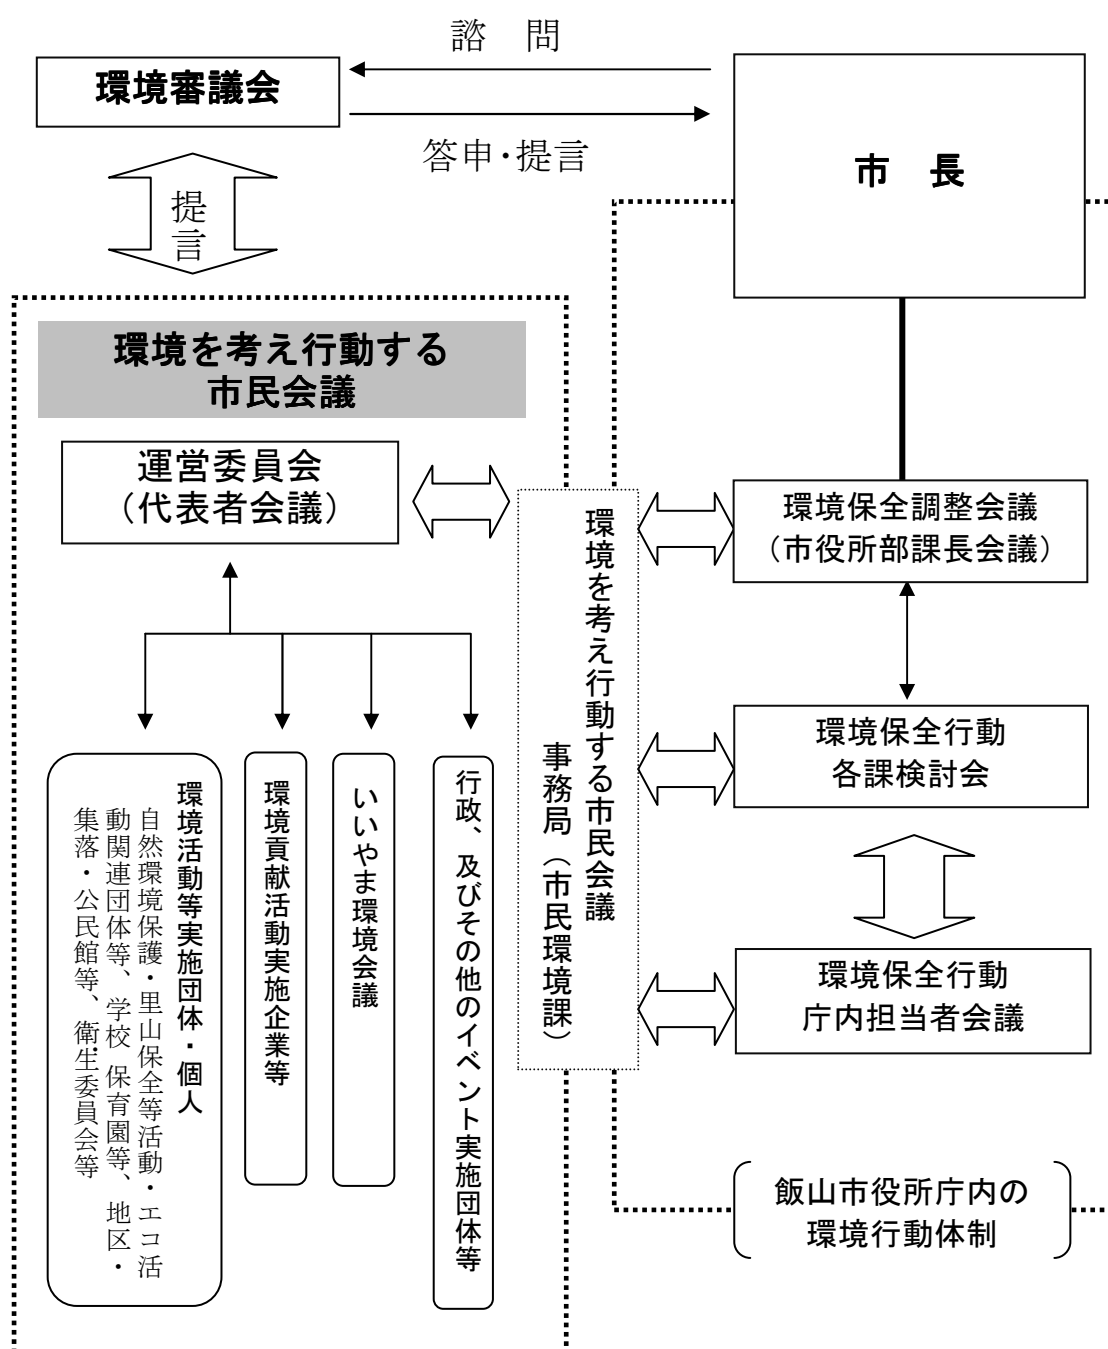 諮　問
環境審議会
答申・提言
市　長
提言
環境を考え行動する
市民会議
運営委員会
（代表者会議）
環境を考え行動する市民会議
事務局（市民環境課）
環境保全調整会議
（市役所部課長会議）
環境保全行動
各課検討会
環境保全行動
庁内担当者会議
環境活動等実施団体・個人
自然環境保護・里山保全等活動・エコ活
動関連団体等、学校 保育園等、地区・
集落・公民館等、衛生委員会等
環境貢献活動実施企業等
いいやま環境会議
行政、及びその他のイベント実施団体等
飯山市役所庁内の
環境行動体制